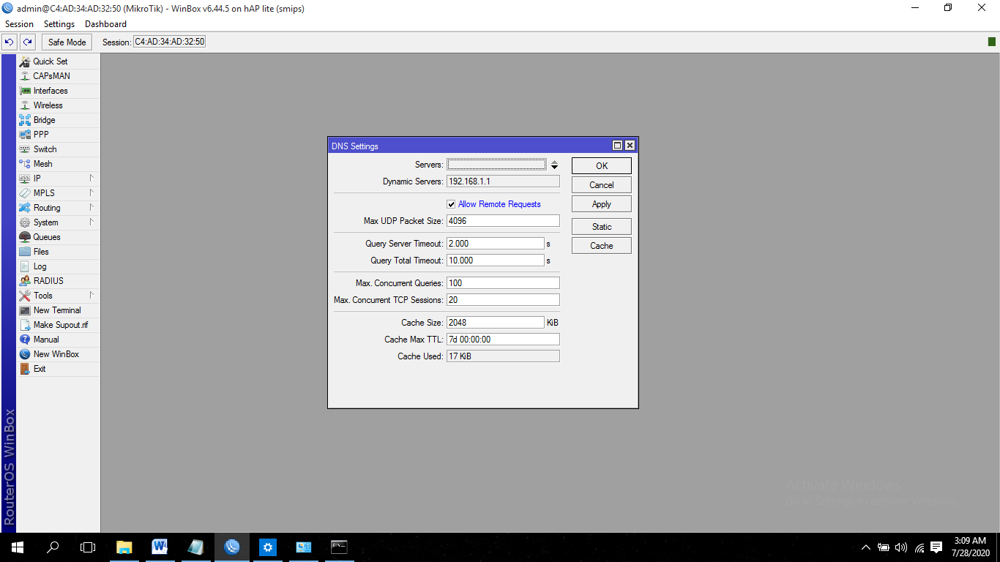 admin@C4:AD:34:AD:32:50 (MikroTik) - WinBox v6.44.5 on hAP lite (smips)
Session Settings Dashboard
Safe Mode Session: C4:AD:34:AD:32:50
Quick Set
CAPsMAN
Interfaces
Wireless
Bridge
PPP
Switch
Mesh
IP
MPLS
Routing
System
Queues
Files
Log
RADIUS
Tools
New Terminal
Make Supout.rif
Manual
New WinBox
Exit
RouterOS WinBox
DNS Settings
Servers:
OK
Dynamic Servers: 192.168.1.1
Cancel
Allow Remote Requests
Apply
Max UDP Packet Size: 4096
Static
Query Server Timeout: 2.000 s
Cache
Query Total Timeout: 10.000 s
Max. Concurrent Queries: 100
Max. Concurrent TCP Sessions: 20
Cache Size: 2048 KiB
Cache Max TTL: 7d 00:00:00
Cache Used: 17 KiB
Activate Windows
Go to Settings to activate Windows.
3:09 AM
7/28/2020